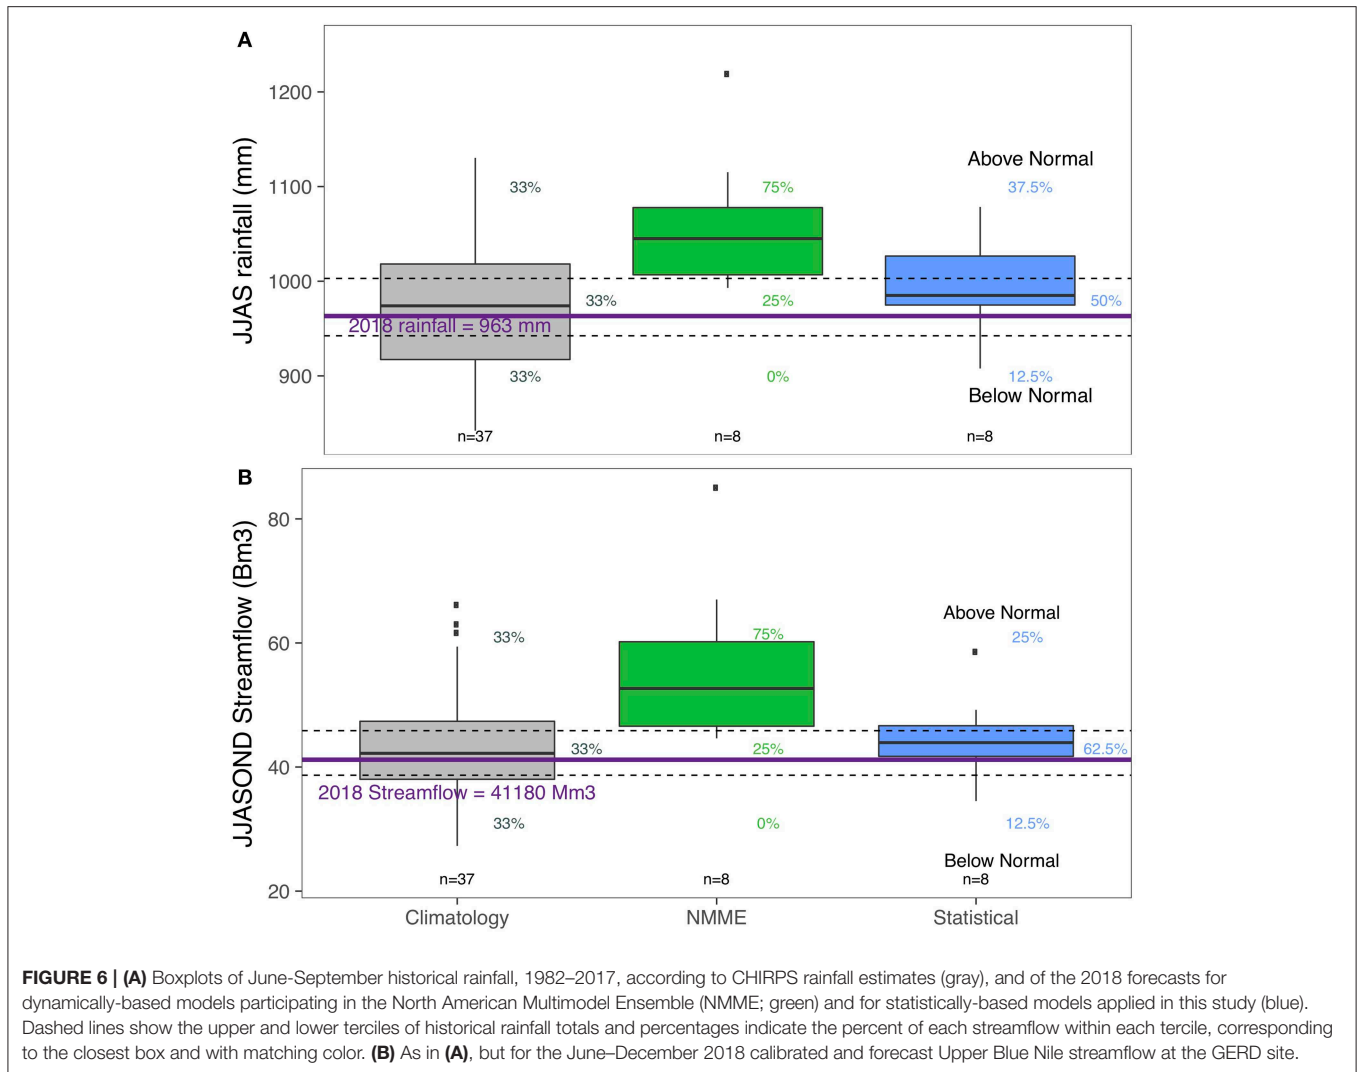 A
JJAS rainfall (mm)
1200
1100
1000
900
Above Normal
33%
75%
37.5%
33%
25%
50%
2018 rainfall = 963 mm
33%
0%
12.5%
Below Normal
n=37
n=8
n=8
B
JJASOND Streamflow (Bm3)
80
60
40
20
Above Normal
33%
75%
25%
33%
25%
62.5%
2018 Streamflow = 41180 Mm3
33%
0%
12.5%
Below Normal
n=37
n=8
n=8
Climatology
NMME
Statistical
FIGURE 6 | (A) Boxplots of June-September historical rainfall, 1982–2017, according to CHIRPS rainfall estimates (gray), and of the 2018 forecasts for
dynamically-based models participating in the North American Multimodel Ensemble (NMME; green) and for statistically-based models applied in this study (blue).
Dashed lines show the upper and lower terciles of historical rainfall totals and percentages indicate the percent of each streamflow within each tercile, corresponding
to the closest box and with matching color. (B) As in (A), but for the June–December 2018 calibrated and forecast Upper Blue Nile streamflow at the GERD site.